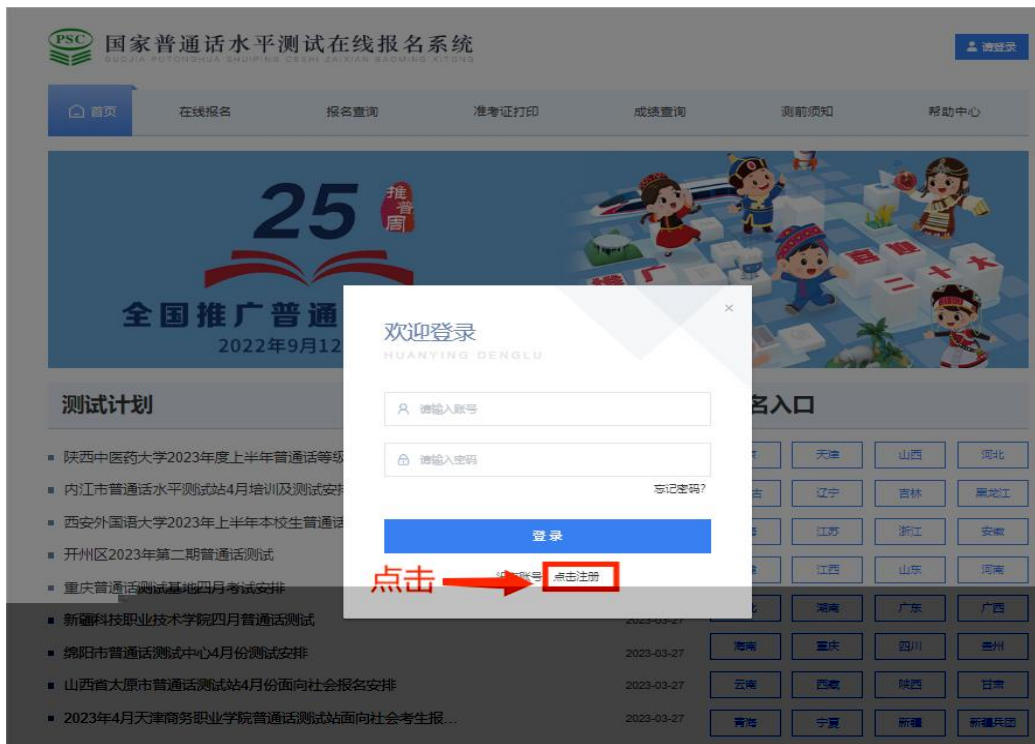 PSC 国家普通话水平测试在线报名系统
GUOJIA PUTONGHUA SHUIPING CESHI ZAIXIAN BAOMING XITONG
请登录
首页 在线报名 报名查询 准考证打印 成绩查询 测前须知 帮助中心
25 推普周
全国推广普通
2022年9月12
推广
喜迎
二十大
欢迎登录
HUANYING DENGLU
请输入账号
请输入密码
忘记密码?
登录
点击
账号
点击注册
测试计划
名入口
陕西中医药大学2023年度上半年普通话等级
内江市普通话水平测试站4月培训及测试安排
西安外国语大学2023年上半年本校生普通话
开州区2023年第二期普通话测试
重庆普通话测试基地四月考试安排
新疆科技职业技术学院四月普通话测试 2023-03-27
绵阳市普通话测试中心4月份测试安排 2023-03-27
山西省太原市普通话测试站4月份面向社会报名安排 2023-03-27
2023年4月天津商务职业学院普通话测试站面向社会考生报... 2023-03-27
天津 山西 河北
古 辽宁 吉林 黑龙江
江苏 浙江 安徽
江西 山东 河南
湖南 广东 广西
海南 重庆 四川 贵州
云南 西藏 陕西 甘肃
青海 宁夏 新疆 新疆兵团